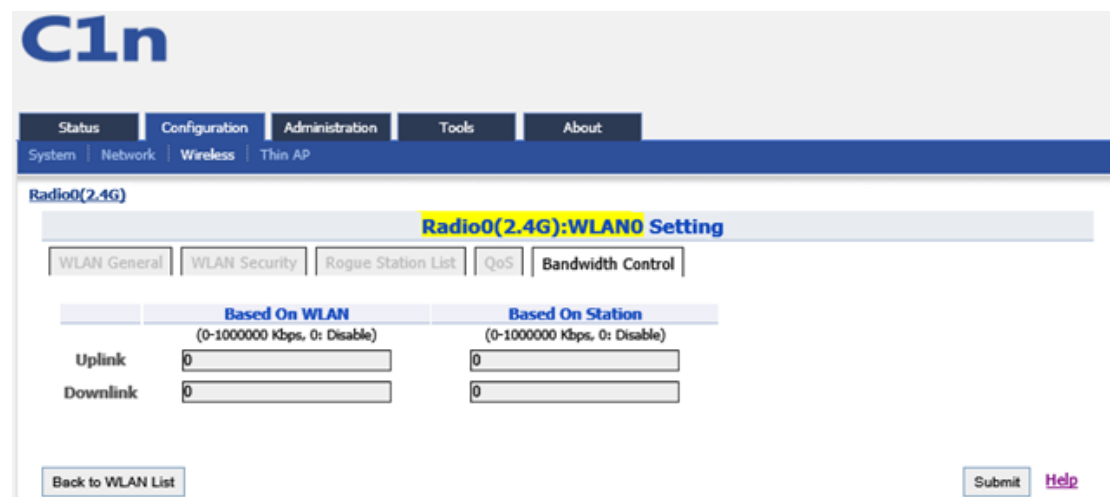 C1n
Status Configuration Administration Tools About
System Network Wireless Thin AP
Radio0(2.4G)
Radio0(2.4G):WLAN0 Setting
WLAN General WLAN Security Rogue Station List QoS Bandwidth Control
Based On WLAN Based On Station
(0-1000000 Kbps, 0: Disable) (0-1000000 Kbps, 0: Disable)
Uplink 0 0
Downlink 0 0
Back to WLAN List Submit Help